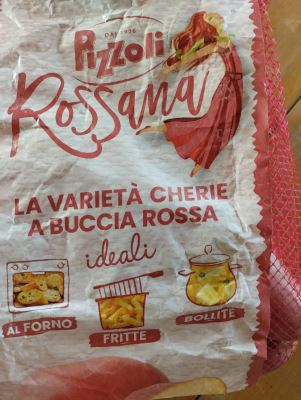 DAL 1926
Pizzoli
Rossana
LA VARIETÀ CHERIE
A BUCCIA ROSSA
ideali
AL FORNO
FRITTE
BOLLITE